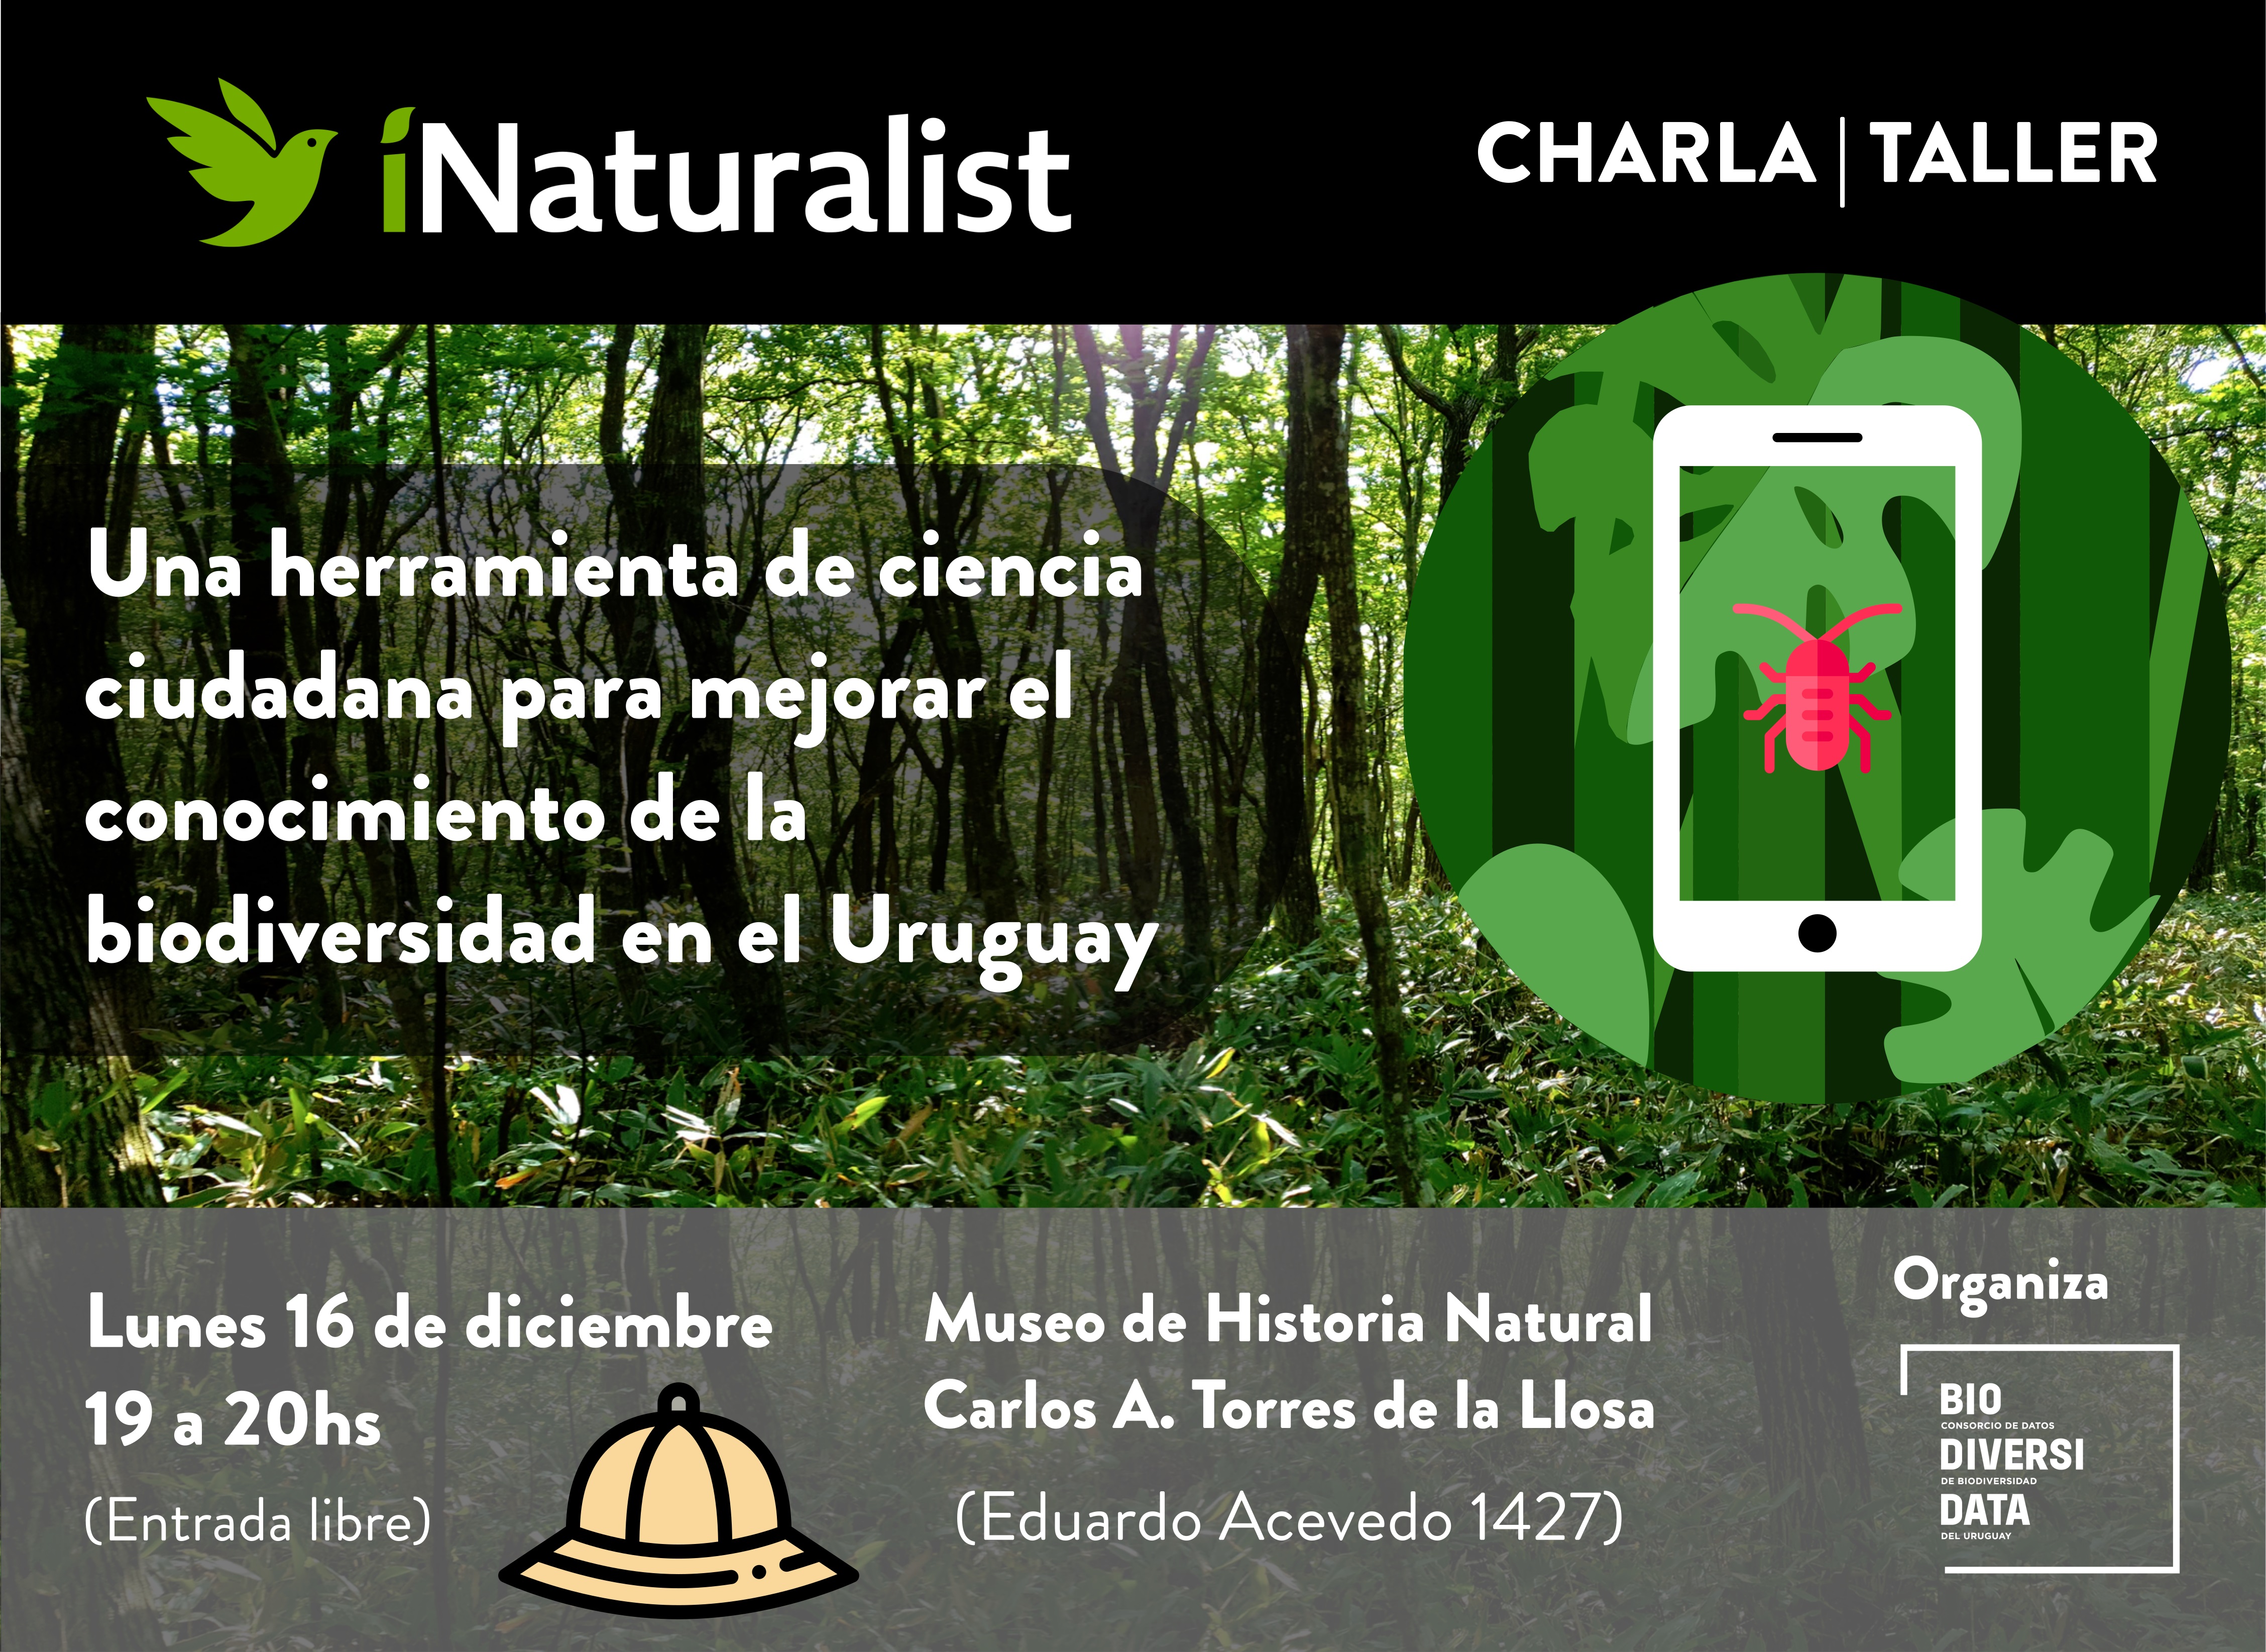 iNaturalist
CHARLA | TALLER
Una herramienta de ciencia
ciudadana para mejorar el
conocimiento de la
biodiversidad en el Uruguay
Lunes 16 de diciembre
19 a 20hs
(Entrada libre)
Museo de Historia Natural
Carlos A. Torres de la Llosa
(Eduardo Acevedo 1427)
Organiza
BIO
CONSORCIO DE DATOS
DIVERSI
DE BIODIVERSIDAD
DATA
DEL URUGUAY